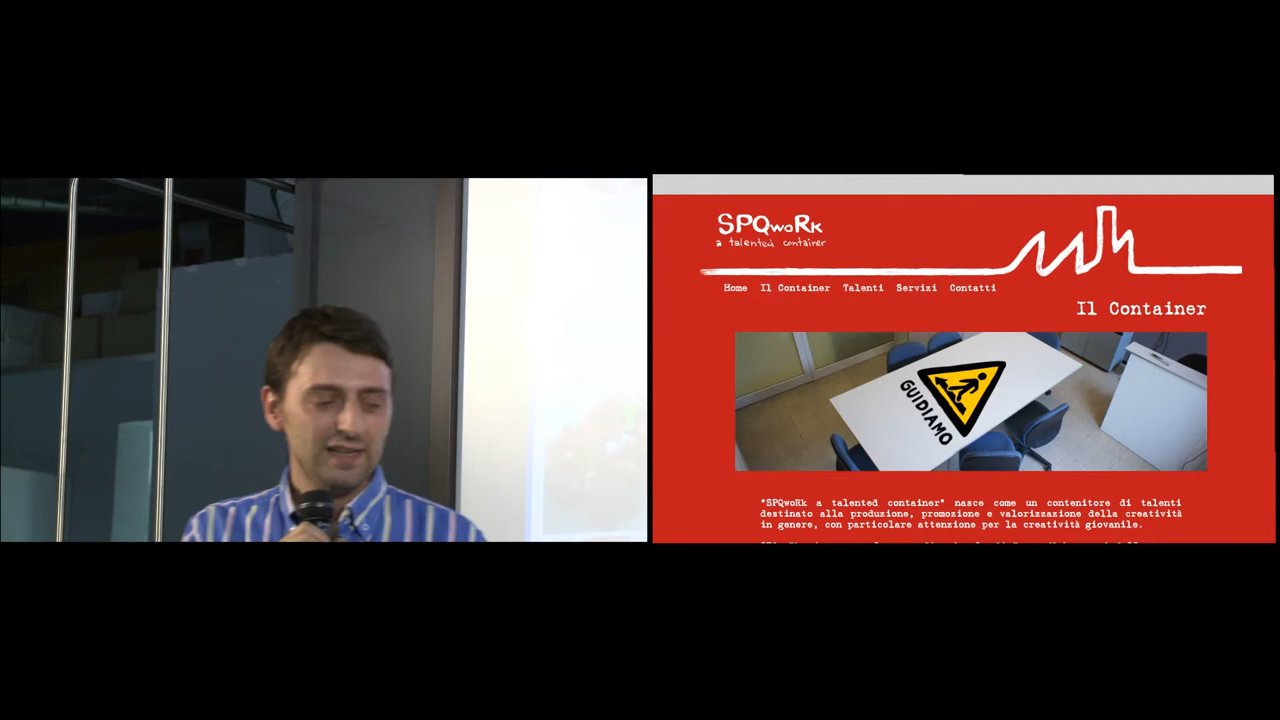 SPQwoRk
a talented container
Home Il Container Talenti Servizi Contatti
Il Container
GUIDIAMO
"SPQwoRk a talented container" nasce come un contenitore di talenti
destinato alla produzione, promozione e valorizzazione della creatività
in genere, con particolare attenzione per la creatività giovanile.